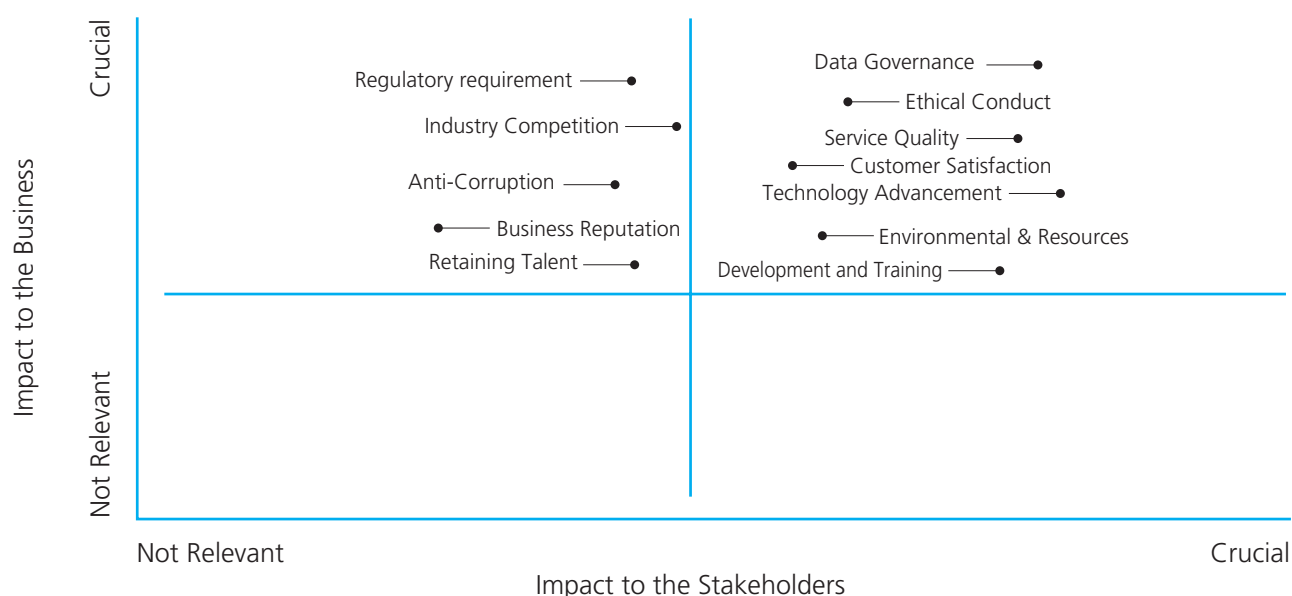 Crucial
Impact to the Business
Not Relevant
Regulatory requirement
Industry Competition
Anti-Corruption
Business Reputation
Retaining Talent
Data Governance
Ethical Conduct
Service Quality
Customer Satisfaction
Technology Advancement
Environmental & Resources
Development and Training
Not Relevant
Crucial
Impact to the Stakeholders